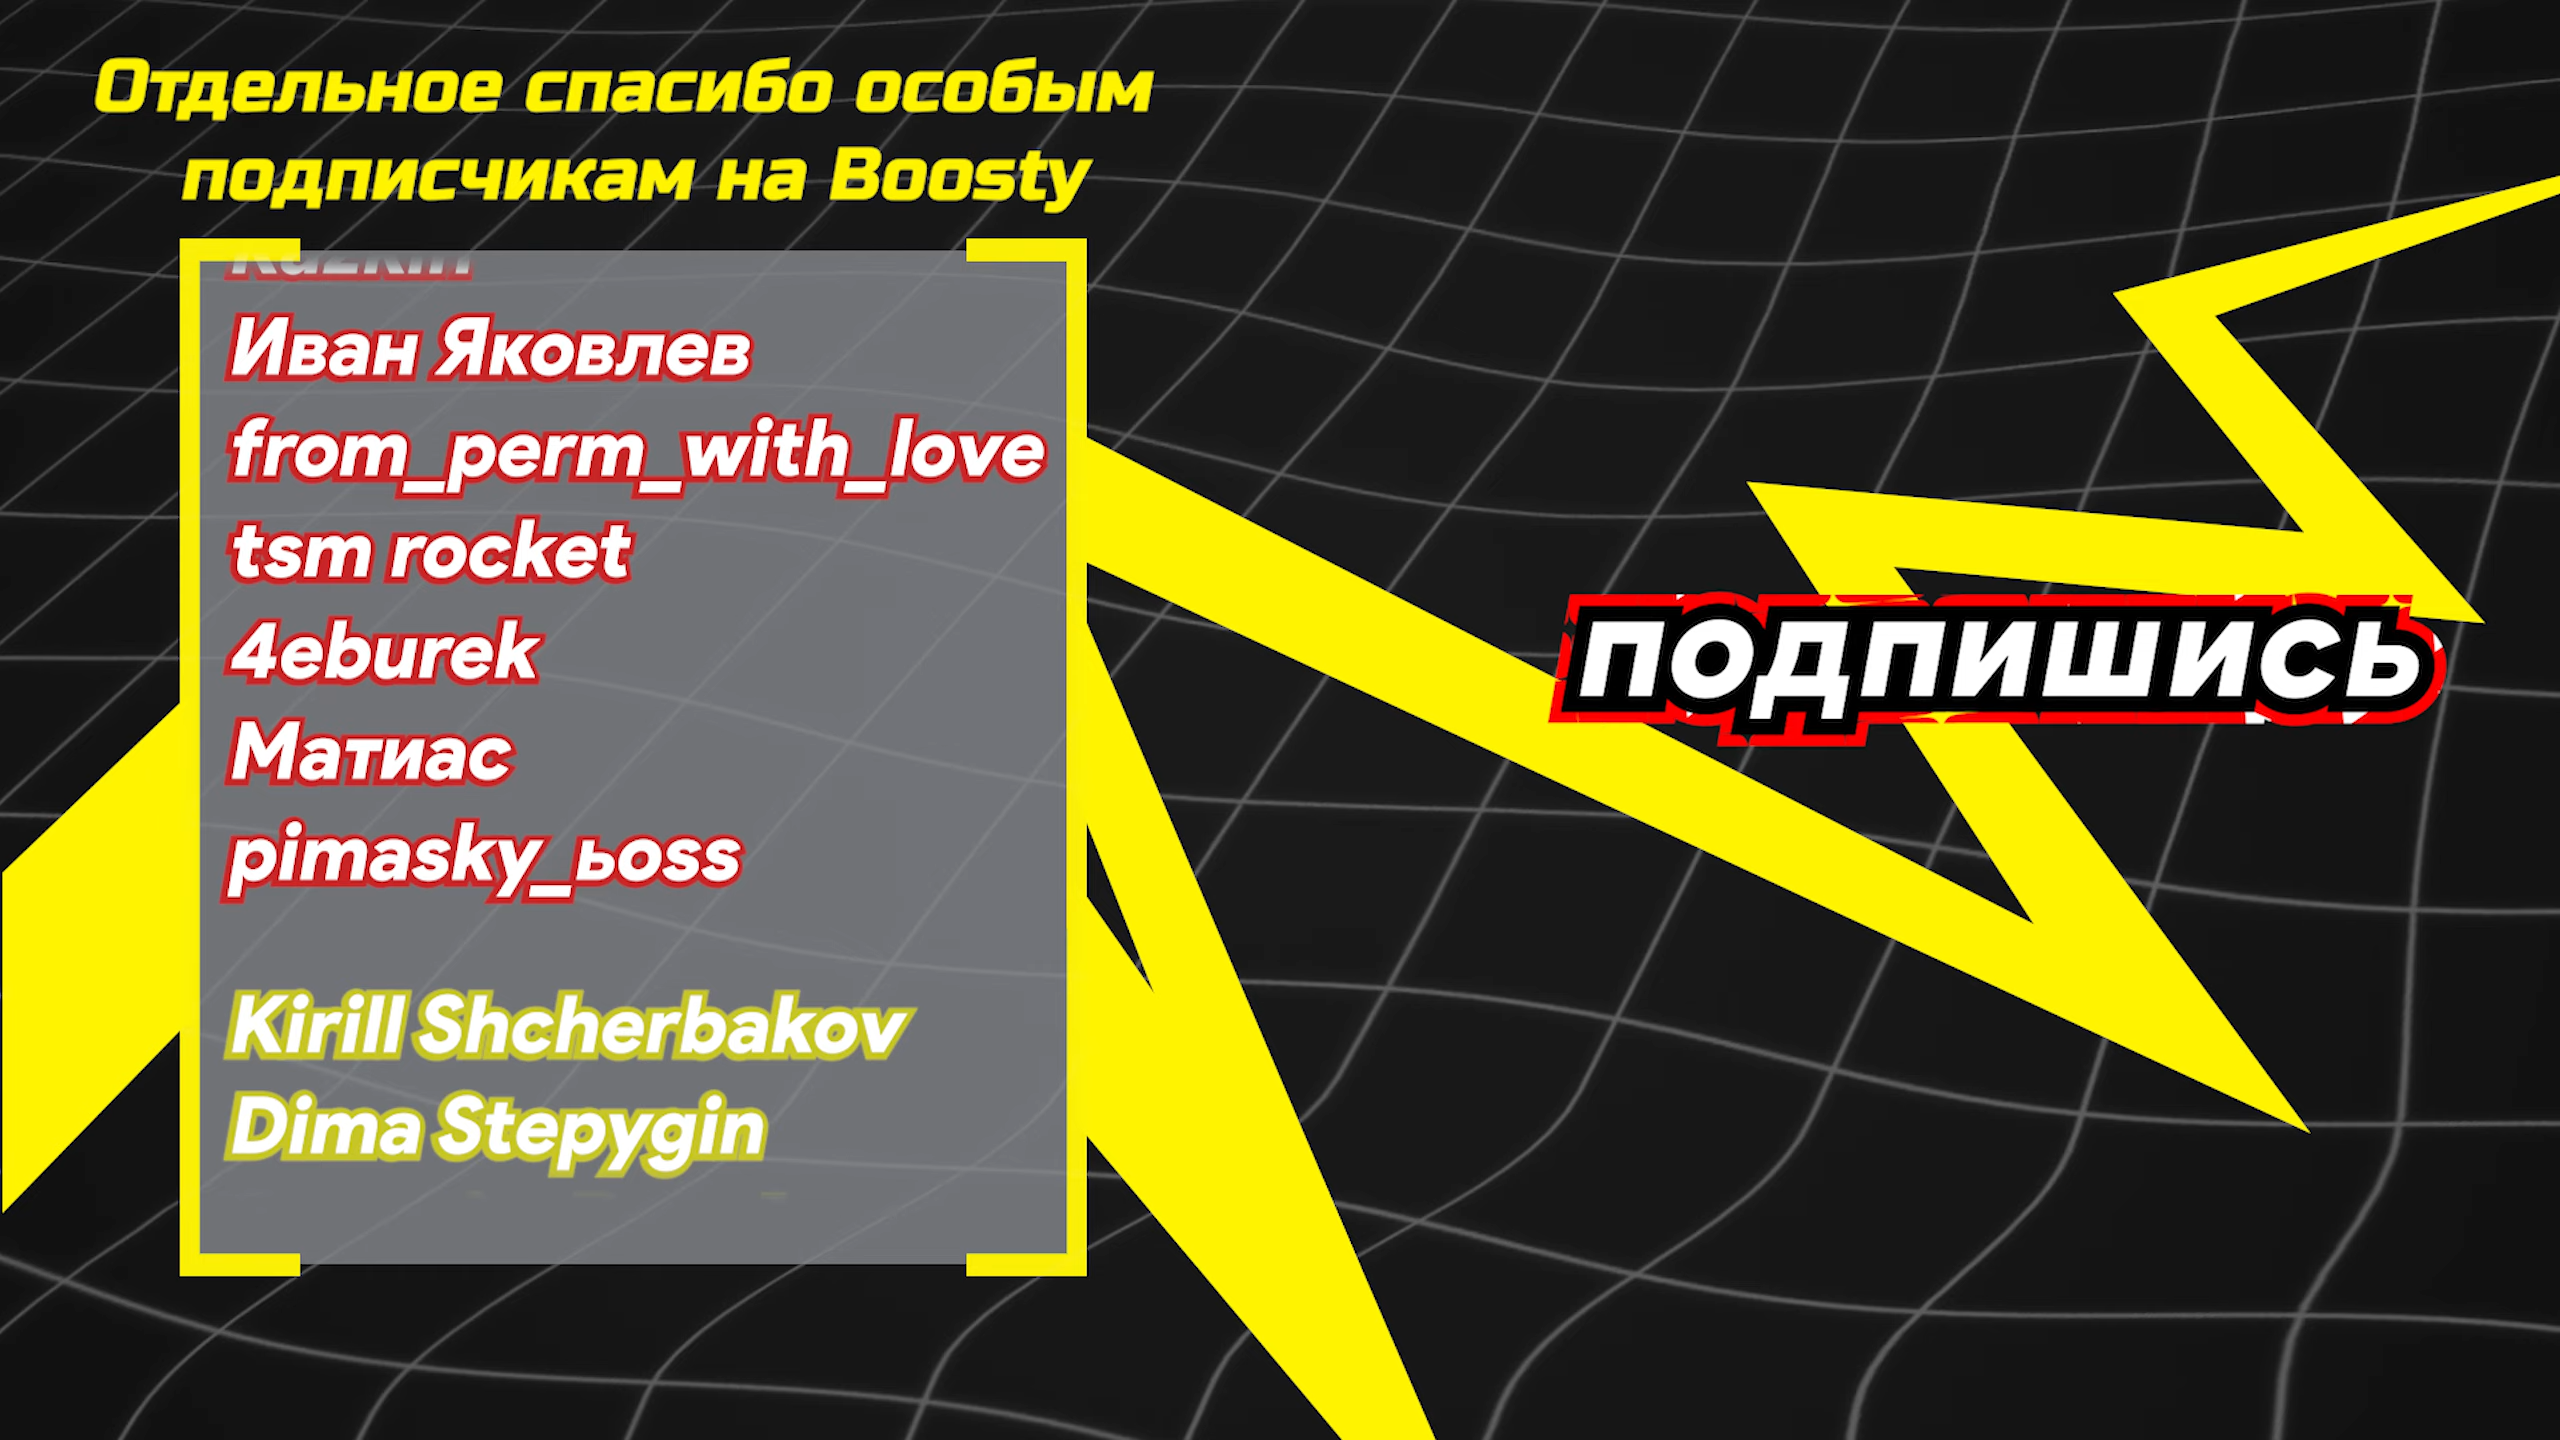 Отдельное спасибо особым
подписчикам на Boosty
Иван Яковлев
from_perm_with_love
tsm rocket
4eburek
Матиас
pimasky_ьoss
Kirill Shcherbakov
Dima Stepygin
подпишись